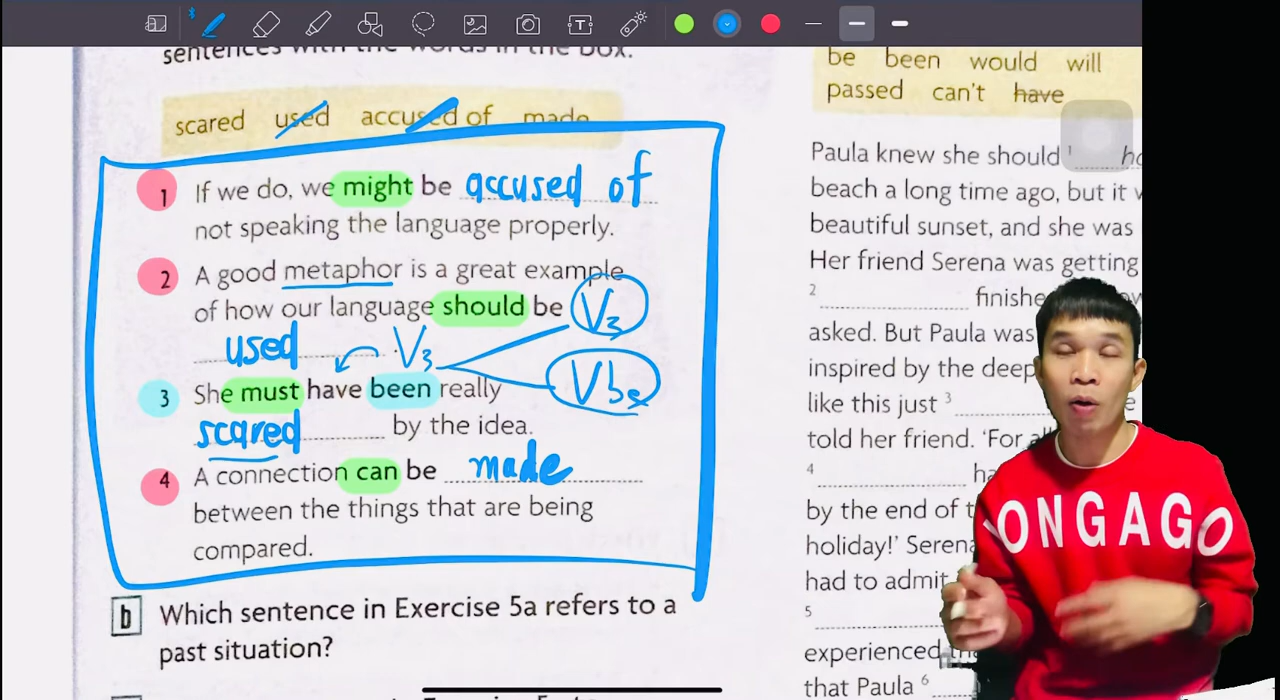 sentences with the words in the box.
scared used accused of made
1 If we do, we might be accused of
not speaking the language properly.
2 A good metaphor is a great example
of how our language should be V3
used V3
Vbe
3 She must have been really
scared by the idea.
4 A connection can be made
between the things that are being
compared.
b Which sentence in Exercise 5a refers to a
past situation?
be been would will
passed can't have
Paula knew she should 1
beach a long time ago, but it
beautiful sunset, and she was
Her friend Serena was getting
2 finishe
asked. But Paula was
inspired by the deep
like this just 3
told her friend. 'For
4
by the end of t
holiday!' Seren
had to admit
5
experienced
that Paula 6
T
ONGAGO